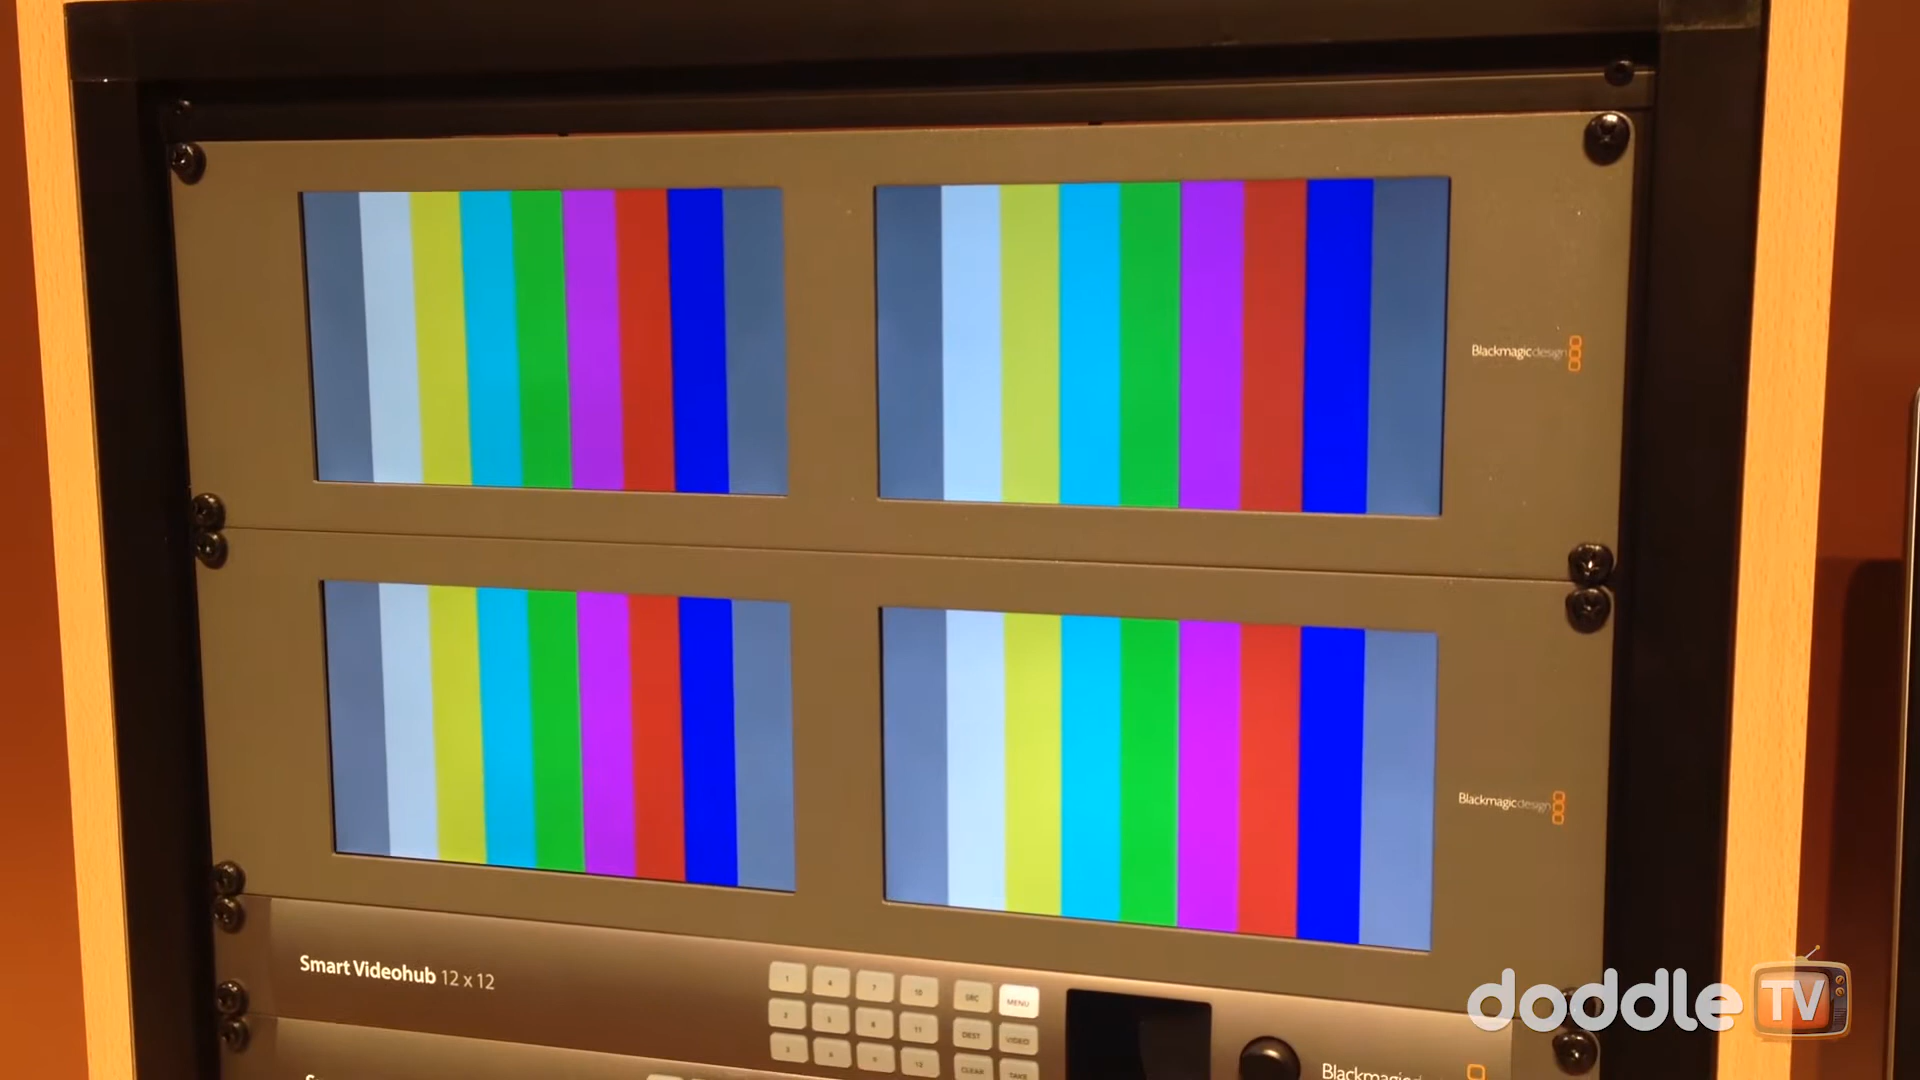 Blackmagicdesign
Blackmagicdesign
Smart Videohub 12 x 12
1 4 7 10 SRC MENU
2 5 8 11 DEST VIDEO
3 6 9 12 CLEAR TAKE
Blackmagic
doddle TV